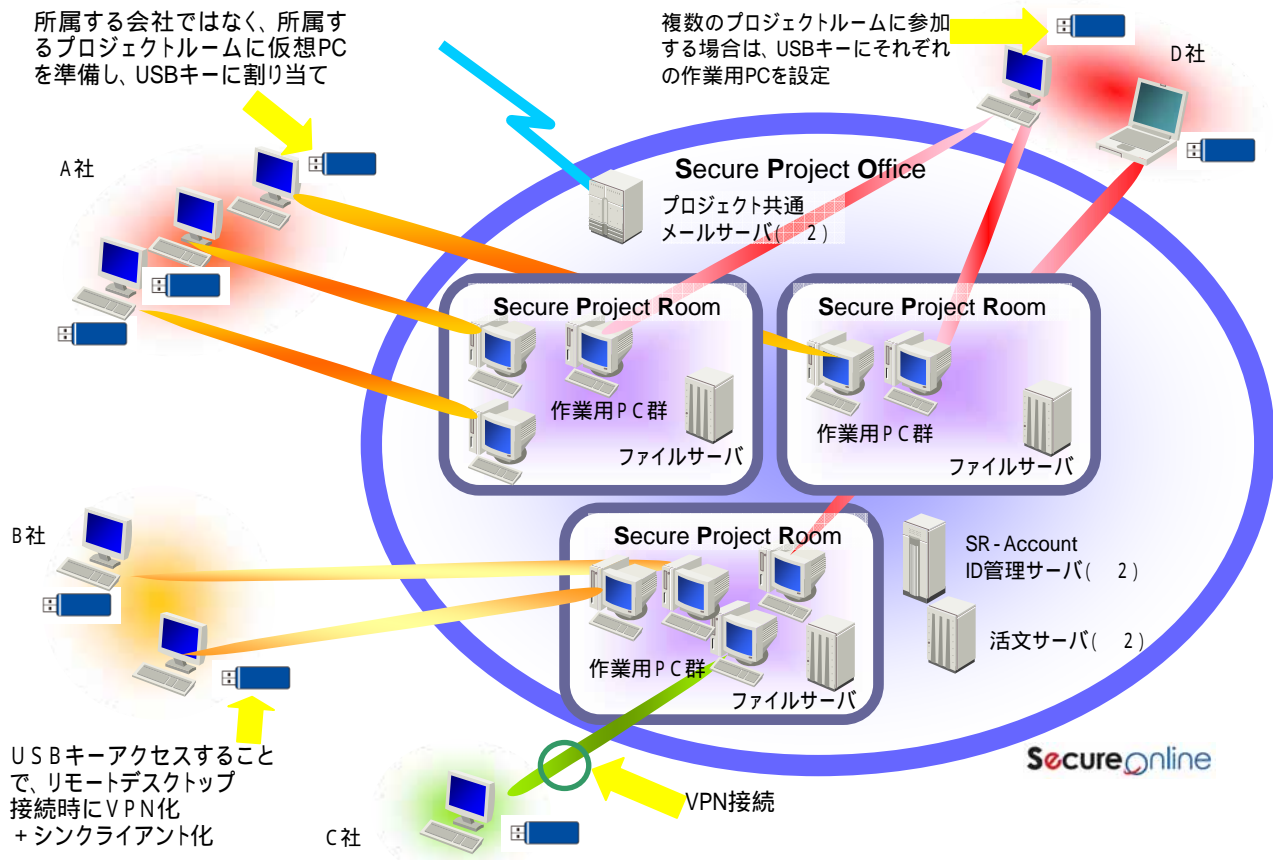 所属する会社ではなく、所属す
るプロジェクトルームに仮想PC
を準備し、USBキーに割り当て
複数のプロジェクトルームに参加
する場合は、USBキーにそれぞれ
の作業用PCを設定
D社
A社
Secure Project Office
プロジェクト共通
メールサーバ( 2)
Secure Project Room
作業用PC群
ファイルサーバ
Secure Project Room
作業用PC群
ファイルサーバ
B社
Secure Project Room
作業用PC群
ファイルサーバ
SR-Account
ID管理サーバ( 2)
活文サーバ( 2)
USBキーアクセスすること
で、リモートデスクトップ
接続時にVPN化
+シンクライアント化
C社
VPN接続
Secureonline